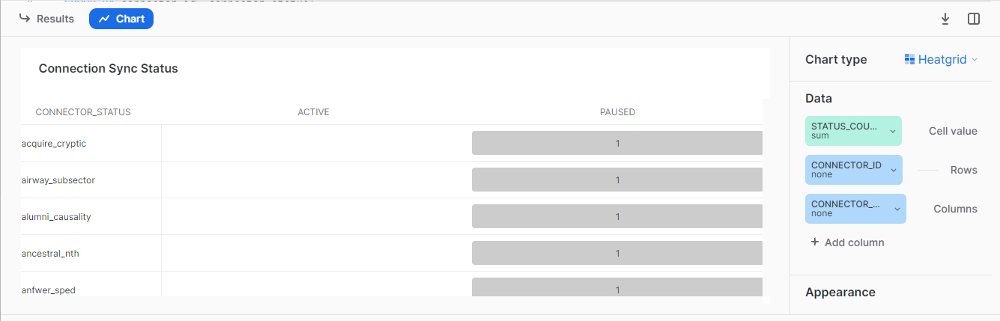 Results Chart
Connection Sync Status
CONNECTOR_STATUS ACTIVE PAUSED
acquire_cryptic 1
airway_subsector 1
alumni_causality 1
ancestral_nth 1
anfwer_sped 1
Chart type Heatgrid
Data
STATUS_COU...
sum
Cell value
CONNECTOR_ID
none
Rows
CONNECTOR_...
none
Columns
+ Add column
Appearance